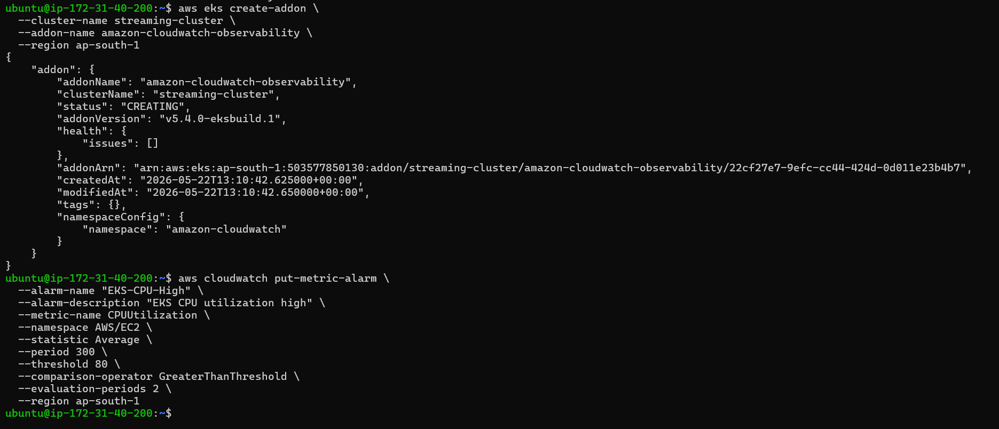 ubuntu@ip-172-31-40-200:~$ aws eks create-addon \
  --cluster-name streaming-cluster \
  --addon-name amazon-cloudwatch-observability \
  --region ap-south-1
{
    "addon": {
        "addonName": "amazon-cloudwatch-observability",
        "clusterName": "streaming-cluster",
        "status": "CREATING",
        "addonVersion": "v5.4.0-eksbuild.1",
        "health": {
            "issues": []
        },
        "addonArn": "arn:aws:eks:ap-south-1:503577850130:addon/streaming-cluster/amazon-cloudwatch-observability/22cf27e7-9efc-cc44-424d-0d011e23b4b7",
        "createdAt": "2026-05-22T13:10:42.625000+00:00",
        "modifiedAt": "2026-05-22T13:10:42.650000+00:00",
        "tags": {},
        "namespaceConfig": {
            "namespace": "amazon-cloudwatch"
        }
    }
}
ubuntu@ip-172-31-40-200:~$ aws cloudwatch put-metric-alarm \
  --alarm-name "EKS-CPU-High" \
  --alarm-description "EKS CPU utilization high" \
  --metric-name CPUUtilization \
  --namespace AWS/EC2 \
  --statistic Average \
  --period 300 \
  --threshold 80 \
  --comparison-operator GreaterThanThreshold \
  --evaluation-periods 2 \
  --region ap-south-1
ubuntu@ip-172-31-40-200:~$